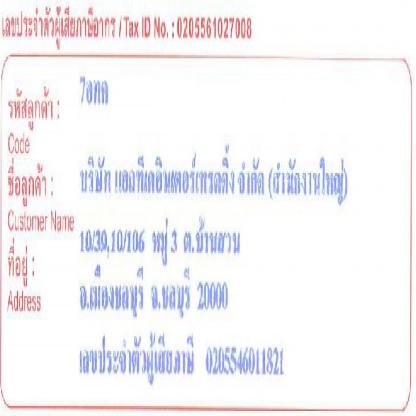 เลขประจำตัวผู้เสียภาษีอากร / Tax ID No. : 0205561027008
รหัสลูกค้า : 7อทก
Code
ชื่อลูกค้า : บริษัท แอลทีเคอินเตอร์เทรดดิ้ง จำกัด (สำนักงานใหญ่)
Customer Name
ที่อยู่ : 10/39,10/106 หมู่ 3 ต.บ้านสวน
Address อ.เมืองชลบุรี จ.ชลบุรี 20000
เลขประจำตัวผู้เสียภาษี 0205546011821